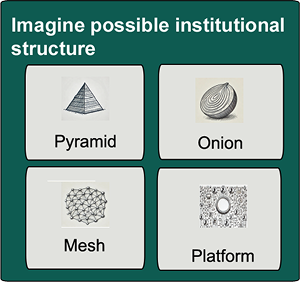 Imagine possible institutional
structure
Pyramid
Onion
Mesh
Platform